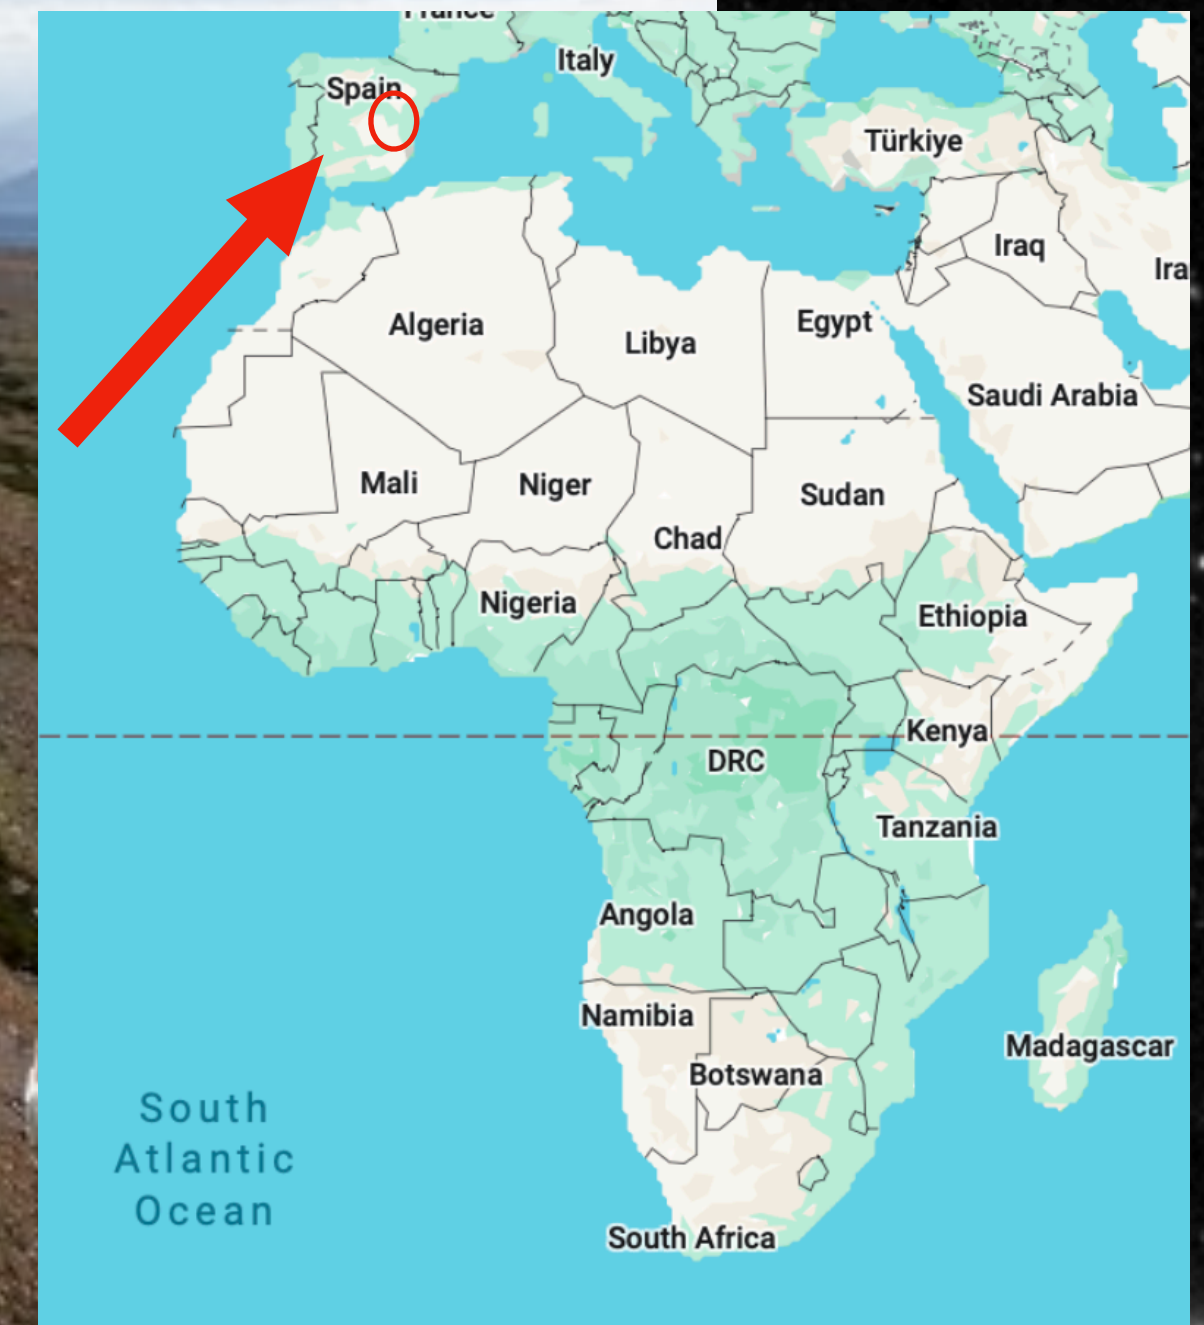 France
Italy
Spain
Türkiye
Iraq
Ira
Algeria
Libya
Egypt
Saudi Arabia
Mali
Niger
Chad
Sudan
Nigeria
Ethiopia
DRC
Kenya
Tanzania
Angola
Namibia
Botswana
Madagascar
South
Atlantic
Ocean
South Africa